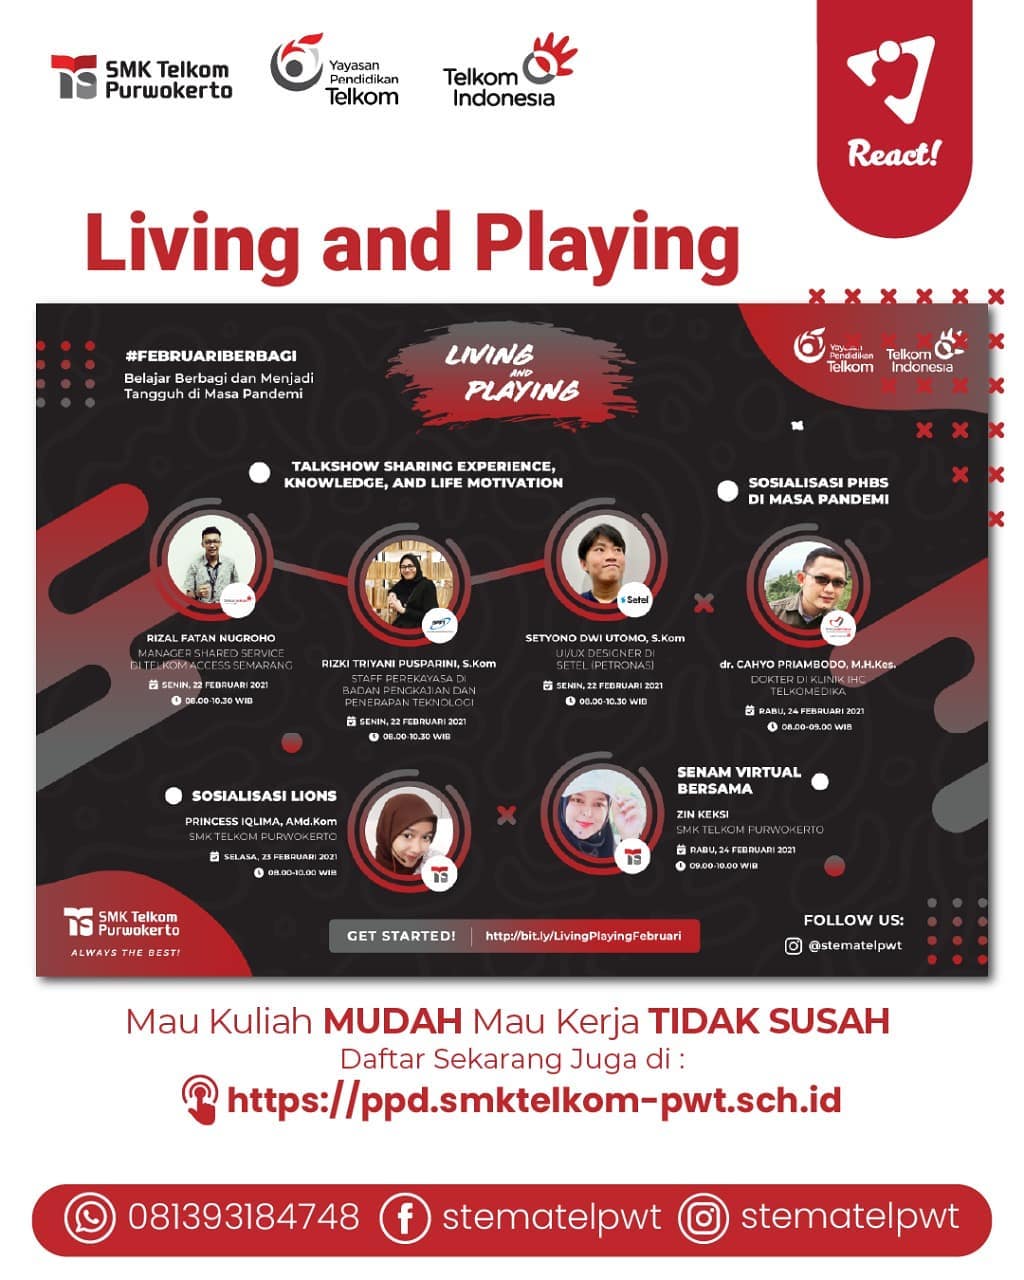 SMK Telkom
Purwokerto
Yayasan
Pendidikan
Telkom
Telkom
Indonesia
React!
Living and Playing
#FEBRUARIBERBAGI
Belajar Berbagi dan Menjadi
Tangguh di Masa Pandemi
LIVING
AND
PLAYING
Yayasan
Pendidikan
Telkom
Telkom
Indonesia
TALKSHOW SHARING EXPERIENCE,
KNOWLEDGE, AND LIFE MOTIVATION
SOSIALISASI PHBS
DI MASA PANDEMI
RIZAL FATAN NUGROHO
MANAGER SHARED SERVICE
DI TELKOM ACCESS SEMARANG
SENIN, 22 FEBRUARI 2021
08.00-10.30 WIB
RIZKI TRIYANI PUSPARINI, S.Kom
STAFF PEREKAYASA DI
BADAN PENGKAJIAN DAN
PENERAPAN TEKNOLOGI
SENIN, 22 FEBRUARI 2021
08.00-10.30 WIB
Setel
SETYONO DWI UTOMO, S.Kom
UI/UX DESIGNER DI
SETEL (PETRONAS)
SENIN, 22 FEBRUARI 2021
08.00-10.30 WIB
dr. CAHYO PRIAMBODO, M.H.Kes.
DOKTER DI KLINIK IHC
TELKOMEDIKA
RABU, 24 FEBRUARI 2021
08.00-09.00 WIB
SOSIALISASI LIONS
PRINCESS IQLIMA, AMd.Kom
SMK TELKOM PURWOKERTO
SELASA, 23 FEBRUARI 2021
08.00-10.00 WIB
SENAM VIRTUAL
BERSAMA
ZIN KEKSI
SMK TELKOM PURWOKERTO
RABU, 24 FEBRUARI 2021
09.00-10.00 WIB
SMK Telkom
Purwokerto
ALWAYS THE BEST!
GET STARTED! http://bit.ly/LivingPlayingFebruari
FOLLOW US:
@stematelpwt
Mau Kuliah MUDAH Mau Kerja TIDAK SUSAH
Daftar Sekarang Juga di :
https://ppd.smktelkom-pwt.sch.id
081393184748 stematelpwt stematelpwt